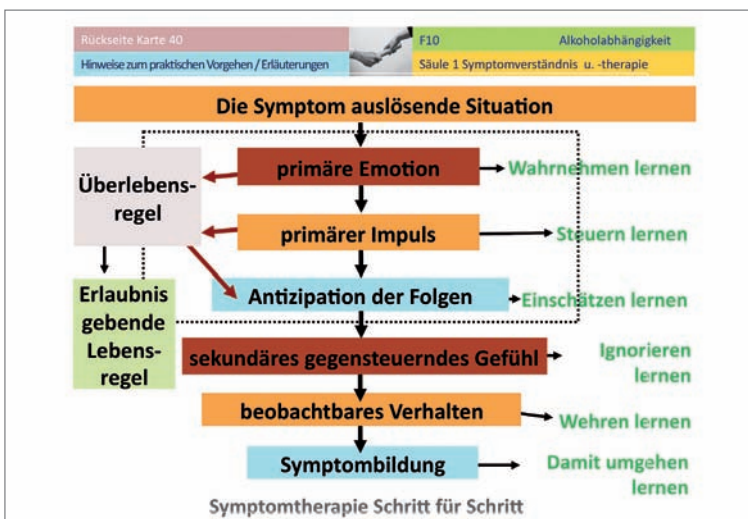 Rückseite Karte 40
F10 Alkoholabhängigkeit
Hinweise zum praktischen Vorgehen / Erläuterungen
Säule 1 Symptomverständnis u. -therapie
Die Symptom auslösende Situation
Überlebens-
regel
primäre Emotion
Wahrnehmen lernen
primärer Impuls
Steuern lernen
Erlaubnis
gebende
Lebens-
regel
Antizipation der Folgen
Einschätzen lernen
sekundäres gegensteuerndes Gefühl
Ignorieren
lernen
beobachtbares Verhalten
Wehren lernen
Symptombildung
Damit umgehen
lernen
Symptomtherapie Schritt für Schritt